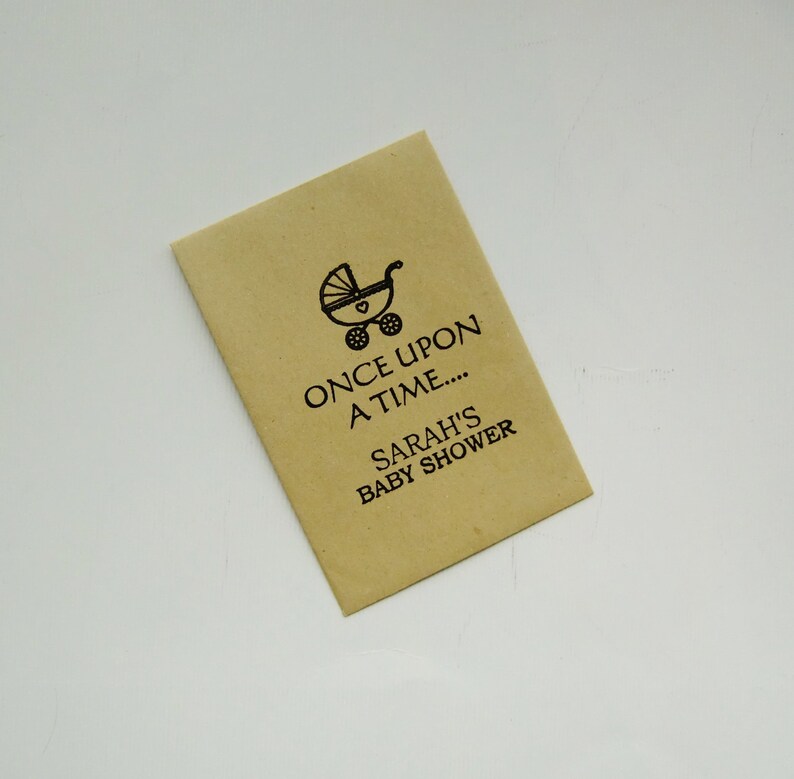 ONCE UPON
A TIME....
SARAH'S
BABY SHOWER